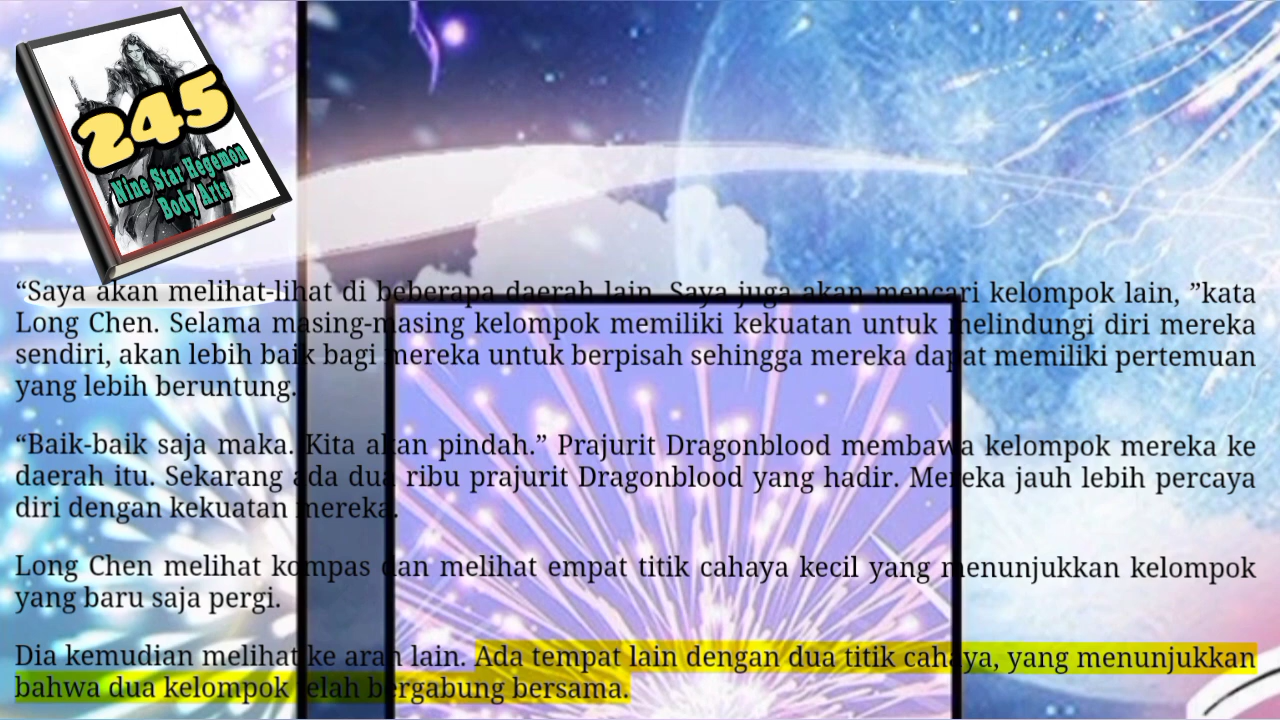 245
Nine Star Hegemon
Body Arts
“Saya akan melihat-lihat di beberapa daerah lain. Saya juga akan mencari kelompok lain, ”kata
Long Chen. Selama masing-masing kelompok memiliki kekuatan untuk melindungi diri mereka
sendiri, akan lebih baik bagi mereka untuk berpisah sehingga mereka dapat memiliki pertemuan
yang lebih beruntung.
“Baik-baik saja maka. Kita akan pindah.” Prajurit Dragonblood membawa kelompok mereka ke
daerah itu. Sekarang ada dua ribu prajurit Dragonblood yang hadir. Mereka jauh lebih percaya
diri dengan kekuatan mereka.
Long Chen melihat kompas dan melihat empat titik cahaya kecil yang menunjukkan kelompok
yang baru saja pergi.
Dia kemudian melihat ke arah lain. Ada tempat lain dengan dua titik cahaya, yang menunjukkan
bahwa dua kelompok telah bergabung bersama.